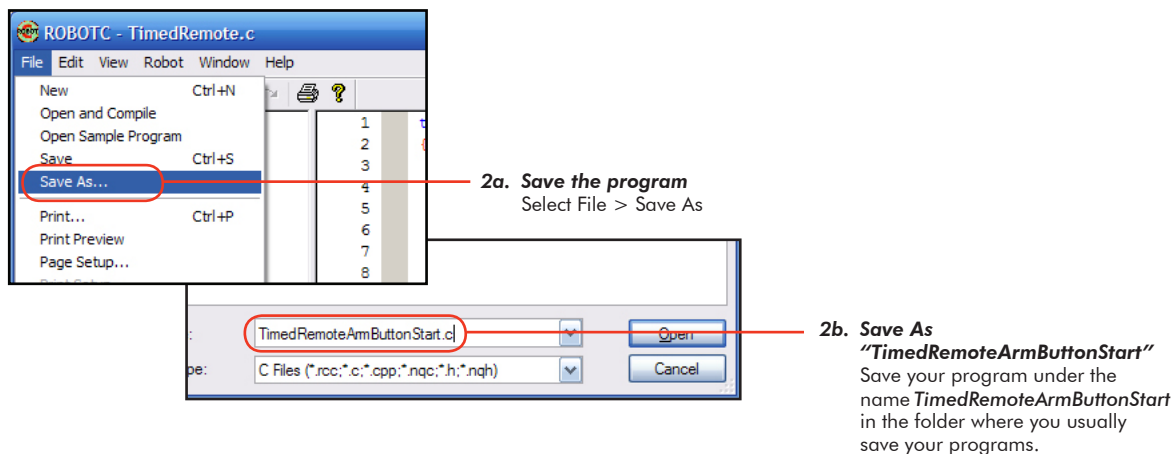 ROBOTC - TimedRemote.c
File Edit View Robot Window Help
New Ctrl+N
Open and Compile
Open Sample Program
Save Ctrl+S
Save As...
Print... Ctrl+P
Print Preview
Page Setup...
1
2
3
4
5
6
7
8
2a. Save the program
Select File > Save As
TimedRemoteArmButtonStart.c
Open
pe:
C Files (*.rcc;*.c;*.cpp;*.nqc;*.h;*.nqh)
Cancel
2b. Save As
“TimedRemoteArmButtonStart”
Save your program under the
name TimedRemoteArmButtonStart
in the folder where you usually
save your programs.